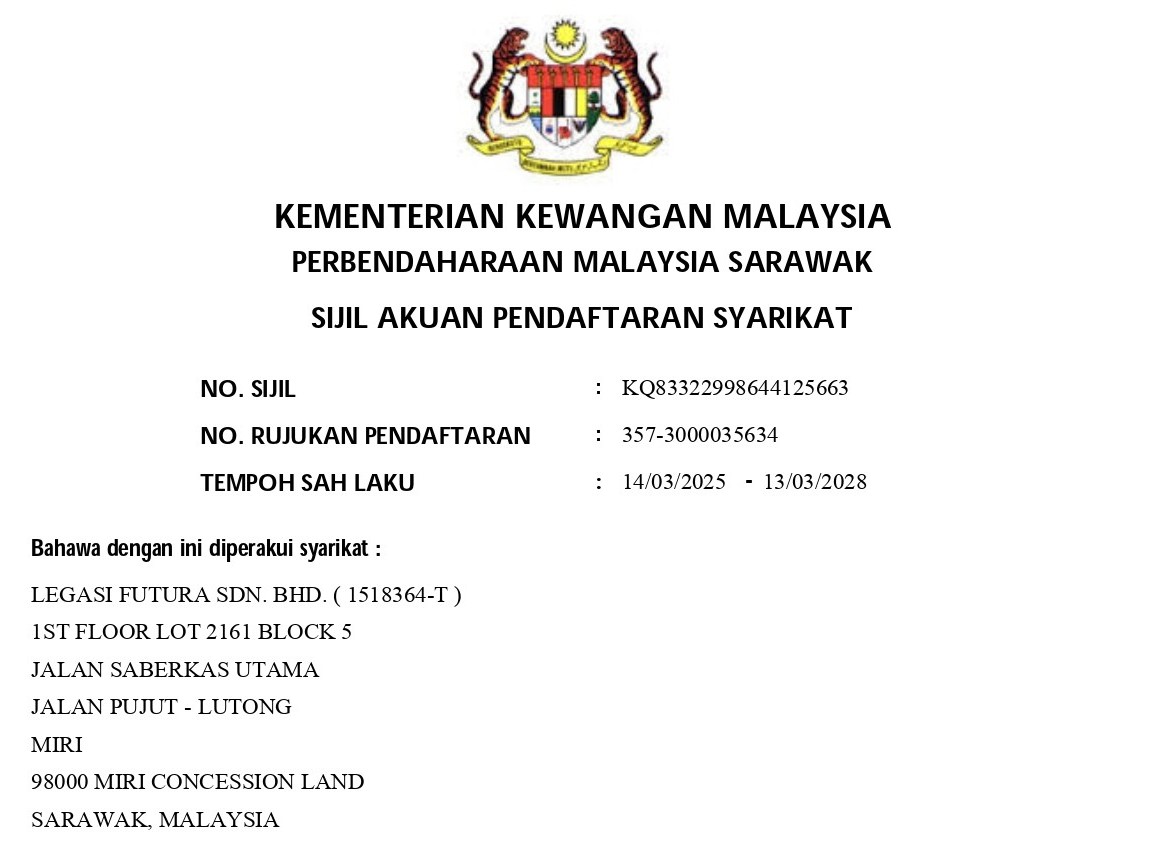 KEMENTERIAN KEWANGAN MALAYSIA
PERBENDAHARAAN MALAYSIA SARAWAK
SIJIL AKUAN PENDAFTARAN SYARIKAT
NO. SIJIL : KQ83322998644125663
NO. RUJUKAN PENDAFTARAN : 357-3000035634
TEMPOH SAH LAKU : 14/03/2025 - 13/03/2028
Bahawa dengan ini diperakui syarikat :
LEGASI FUTURA SDN. BHD. ( 1518364-T )
1ST FLOOR LOT 2161 BLOCK 5
JALAN SABERKAS UTAMA
JALAN PUJUT - LUTONG
MIRI
98000 MIRI CONCESSION LAND
SARAWAK, MALAYSIA